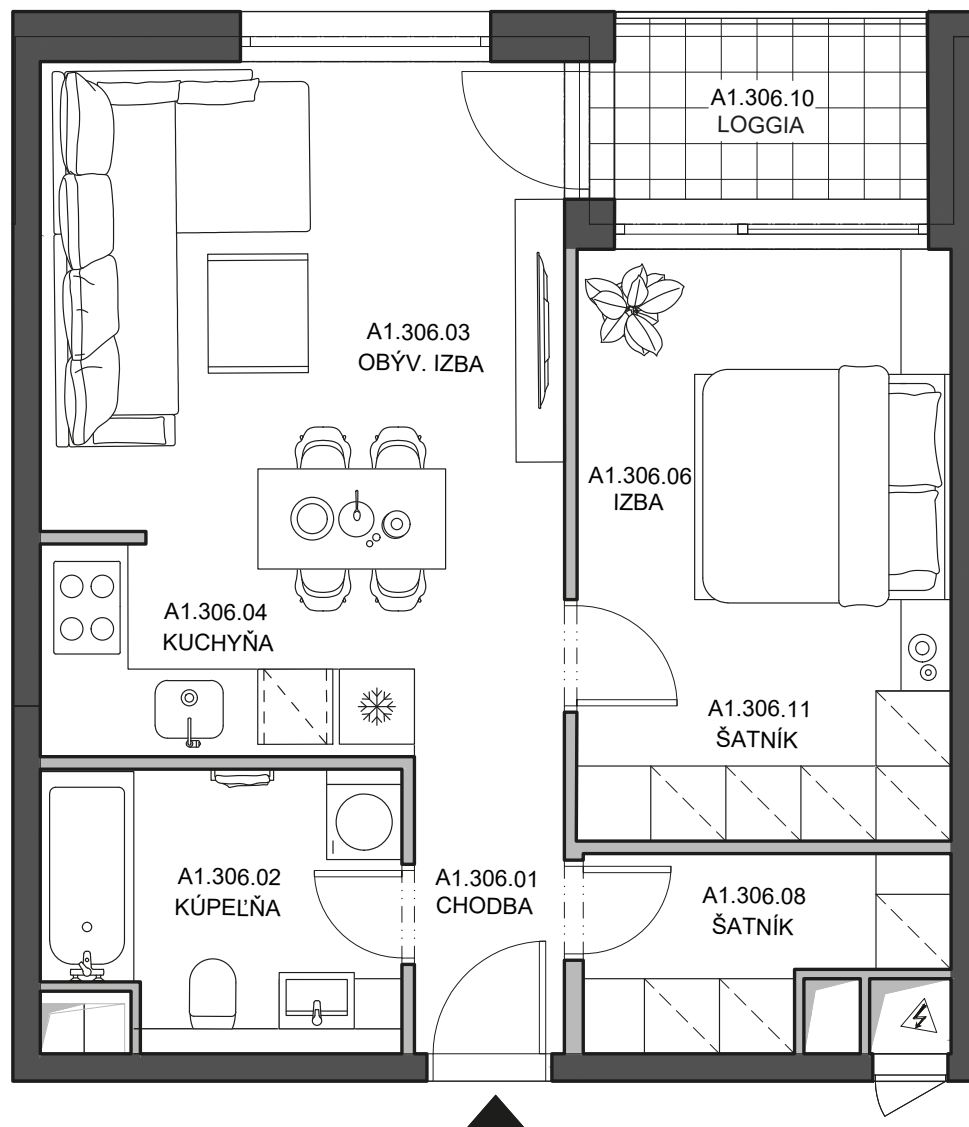 A1.306.10
LOGGIA
A1.306.03
OBÝV. IZBA
A1.306.06
IZBA
A1.306.04
KUCHYŇA
A1.306.11
ŠATNÍK
A1.306.02
KÚPEĽŇA
A1.306.01
CHODBA
A1.306.08
ŠATNÍK